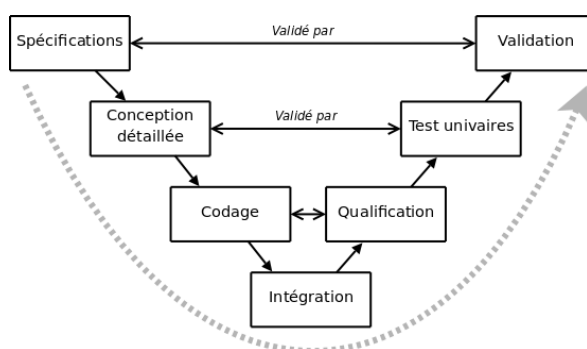 Spécifications
Validé par
Validation
Conception
détaillée
Validé par
Test univaires
Codage
Qualification
Intégration